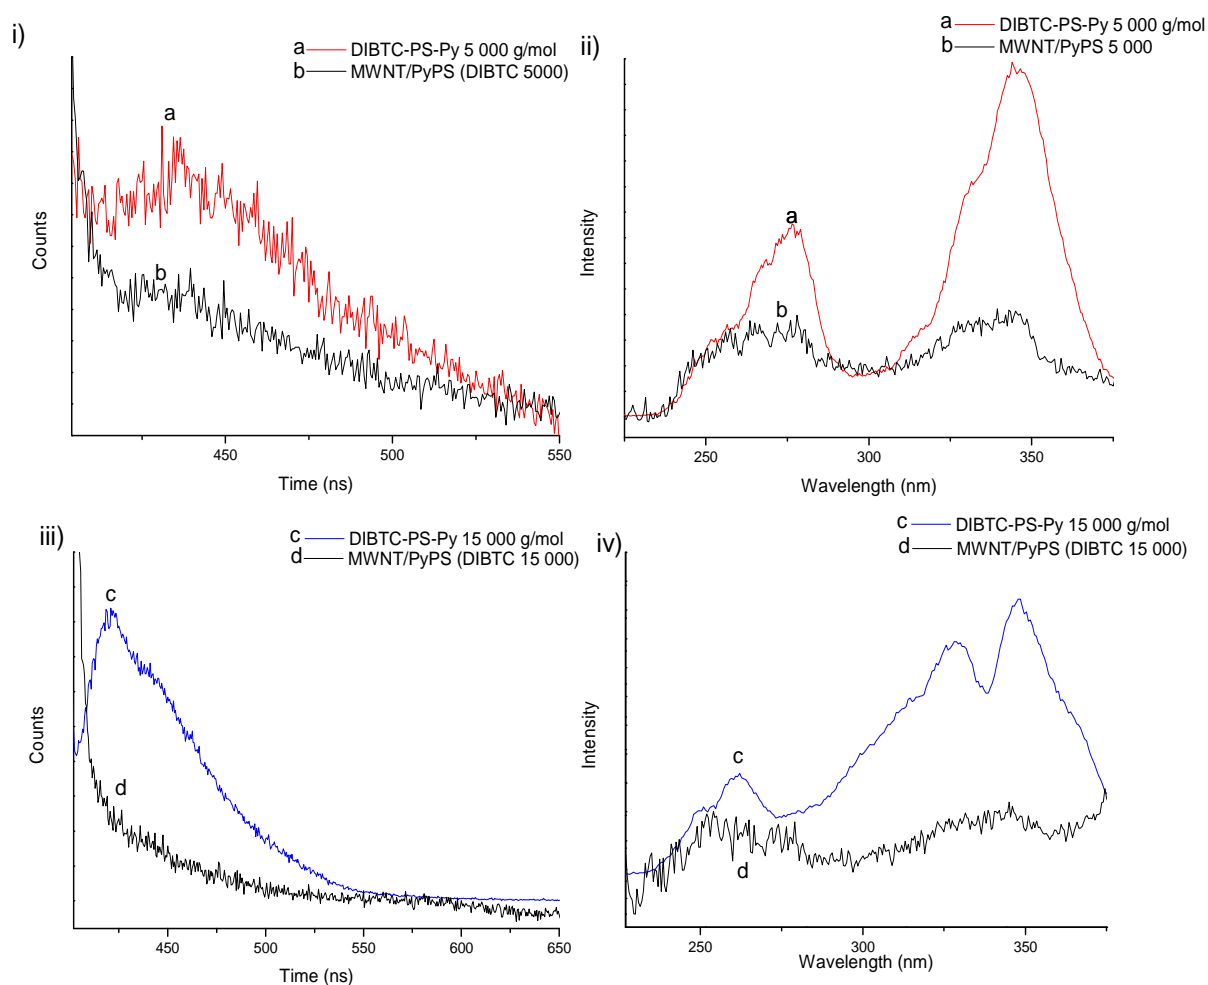 i)
a DIBTC-PS-Py 5 000 g/mol
b MWNT/PyPS (DIBTC 5000)
a
b
Counts
450 500 550
Time (ns)
ii)
a DIBTC-PS-Py 5 000 g/mol
b MWNT/PyPS 5 000
a
b
Intensity
250 300 350
Wavelength (nm)
iii)
c DIBTC-PS-Py 15 000 g/mol
d MWNT/PyPS (DIBTC 15 000)
c
d
Counts
450 500 550 600 650
Time (ns)
iv)
c DIBTC-PS-Py 15 000 g/mol
d MWNT/PyPS (DIBTC 15 000)
c
d
Intensity
250 300 350
Wavelength (nm)